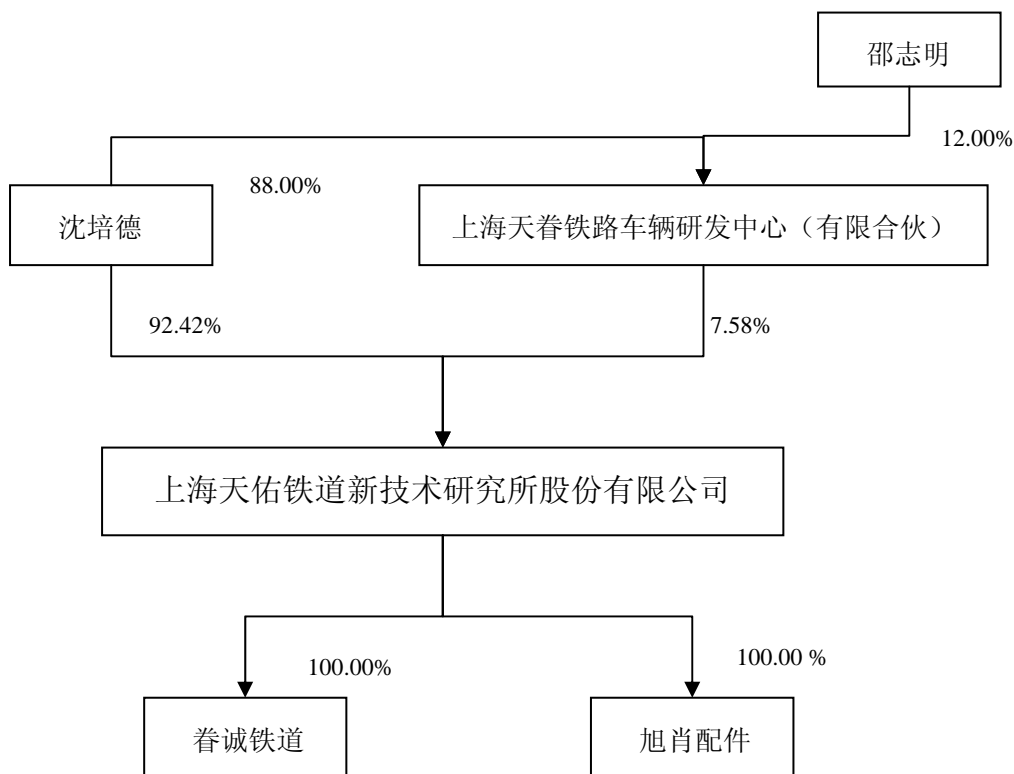 邵志明
12.00%
88.00%
沈培德
上海天眷铁路车辆研发中心（有限合伙）
92.42%
7.58%
上海天佑铁道新技术研究所股份有限公司
100.00%
100.00 %
眷诚铁道
旭肖配件